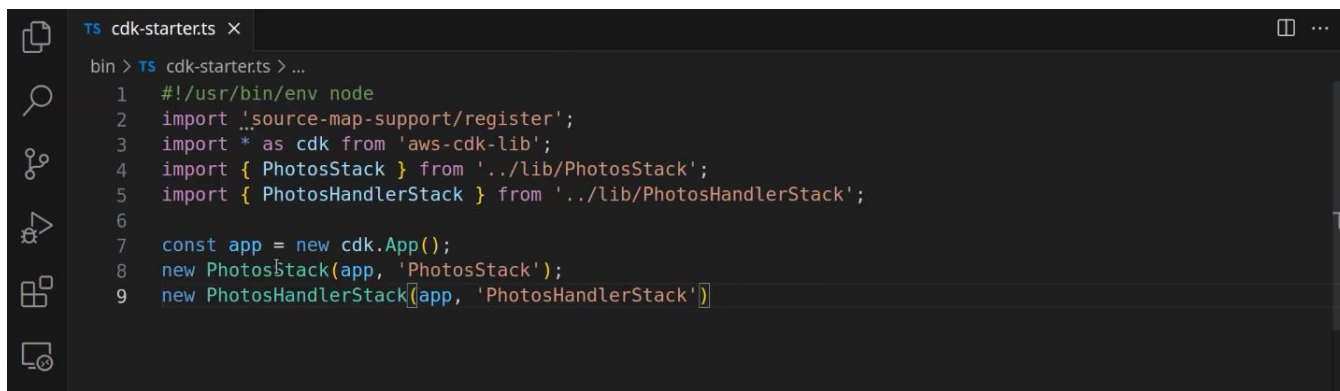 TS cdk-starter.ts ×
bin > TS cdk-starter.ts > ...
1 #!/usr/bin/env node
2 import 'source-map-support/register';
3 import * as cdk from 'aws-cdk-lib';
4 import { PhotosStack } from '../lib/PhotosStack';
5 import { PhotosHandlerStack } from '../lib/PhotosHandlerStack';
6
7 const app = new cdk.App();
8 new PhotosStack(app, 'PhotosStack');
9 new PhotosHandlerStack(app, 'PhotosHandlerStack')